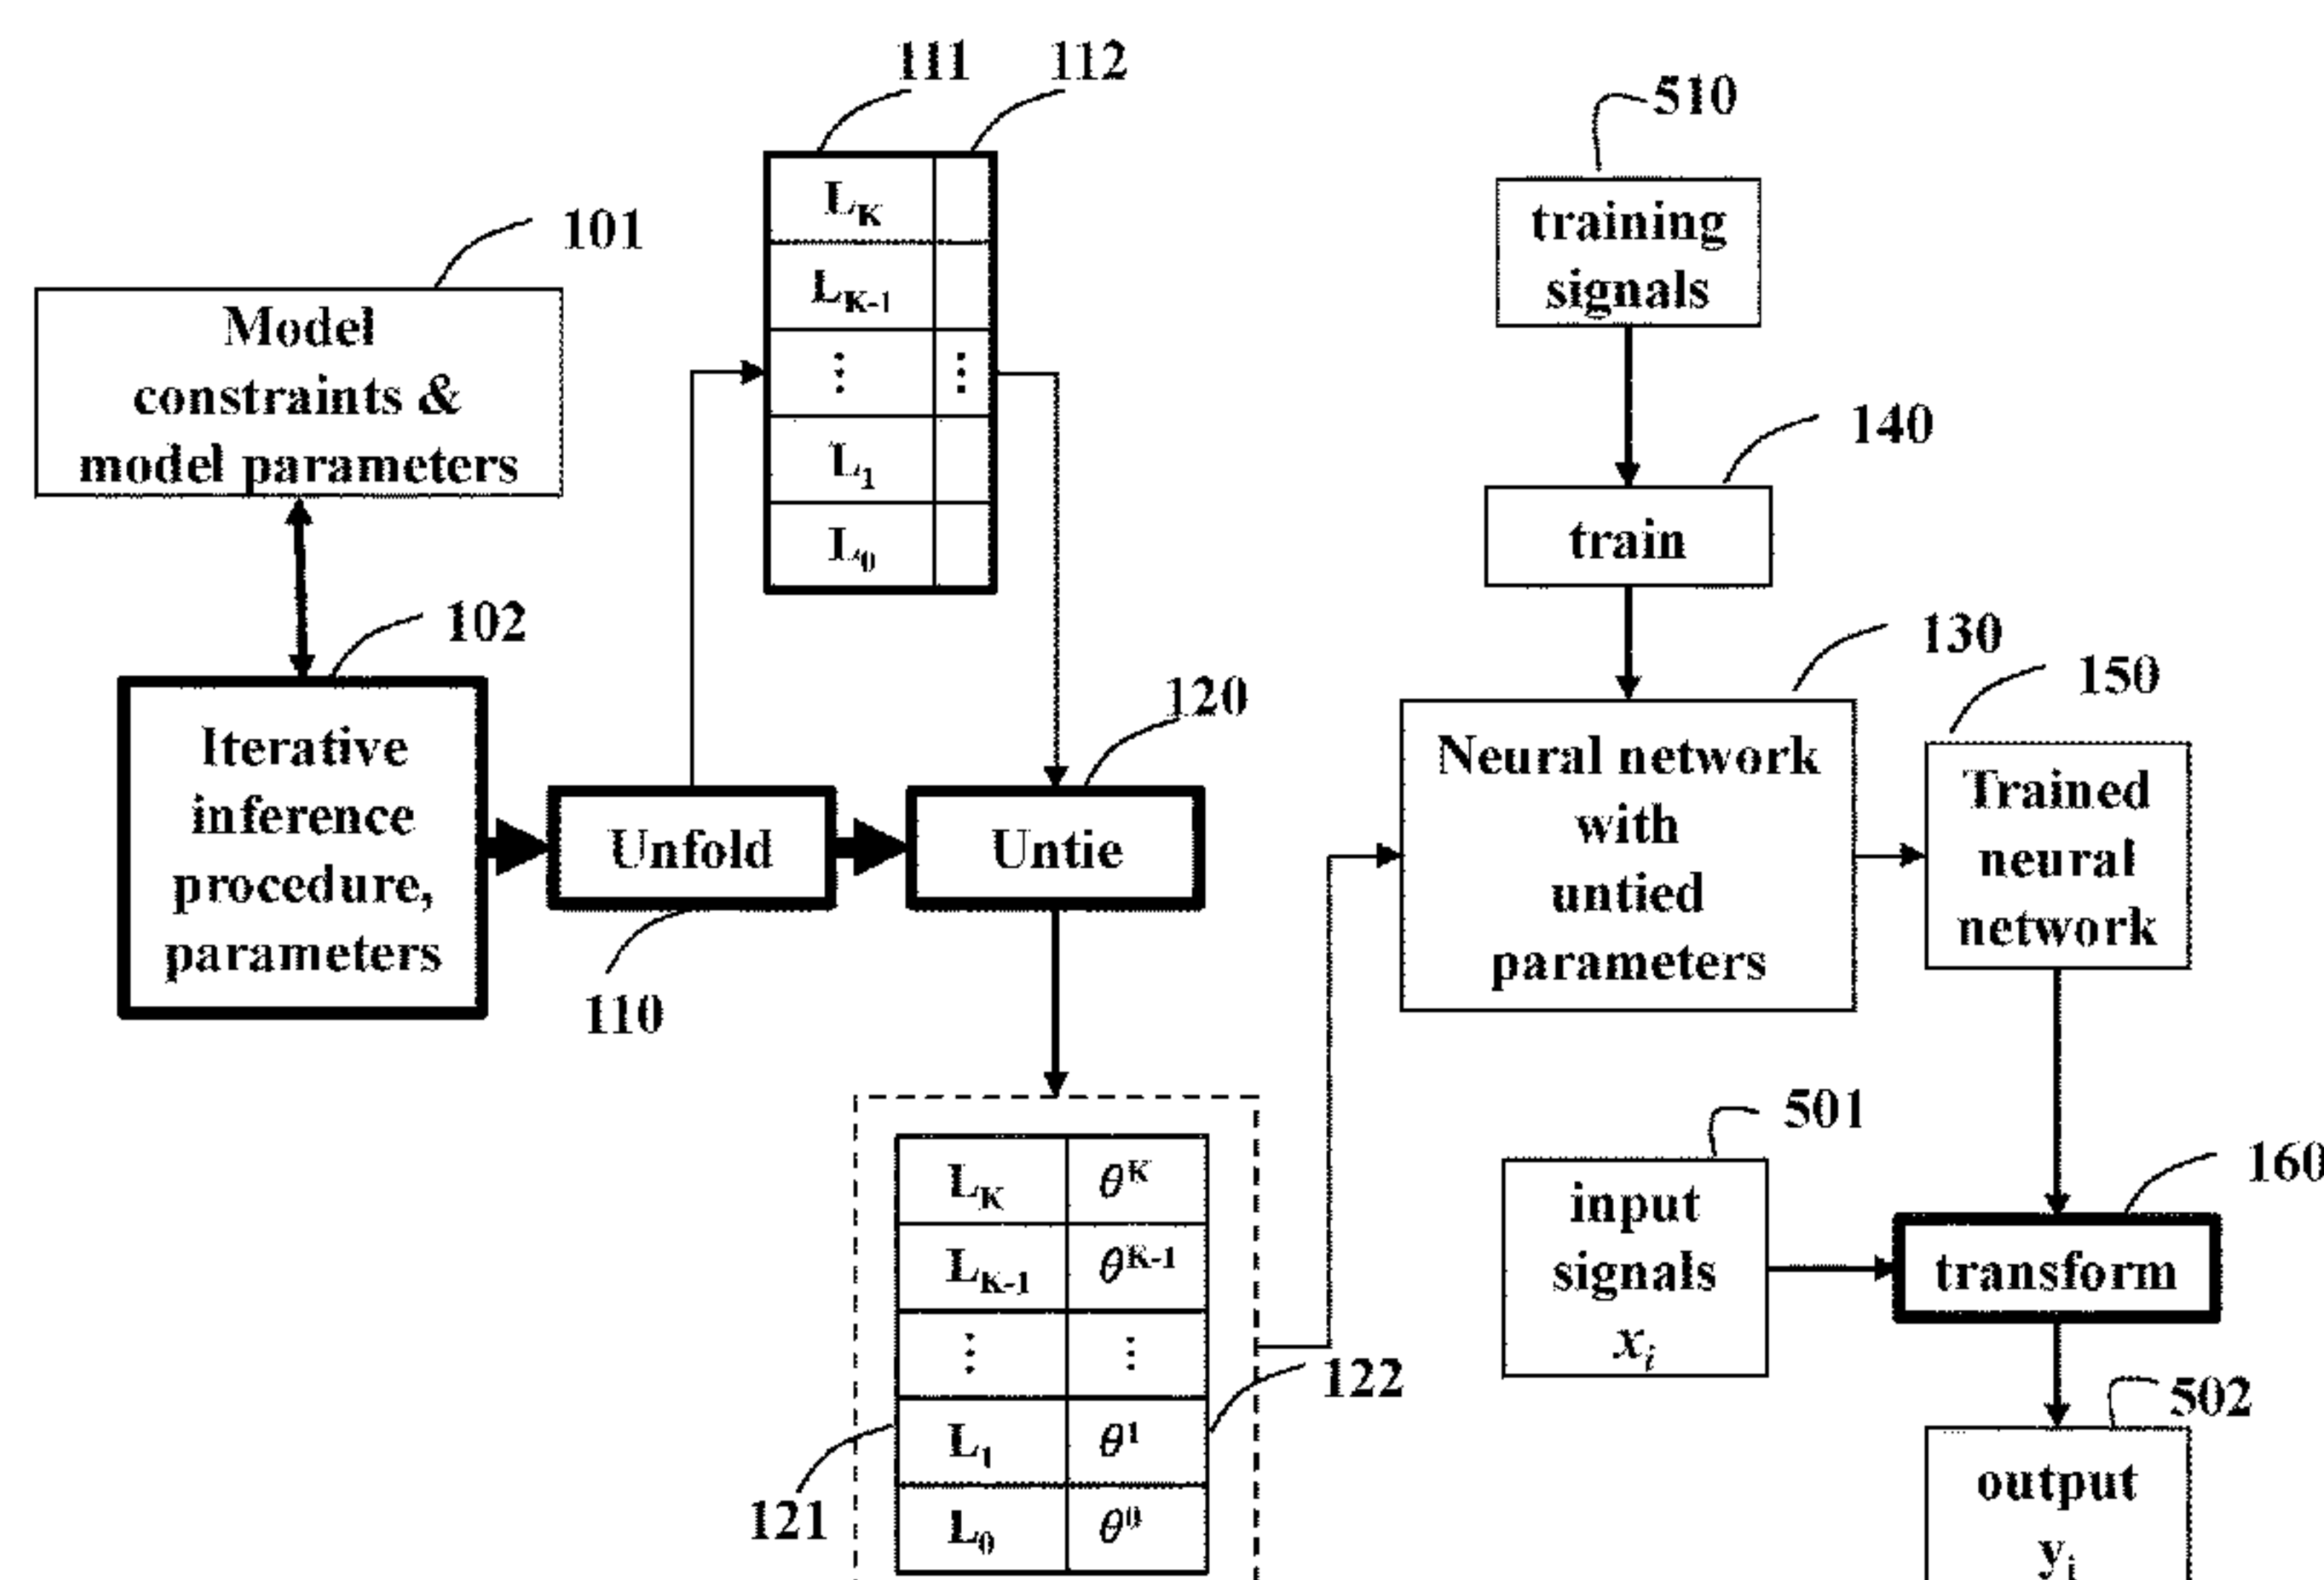 111
112
L_K
L_{K-1}
⋮ ⋮
L_1
L_0
101
Model
constraints &
model parameters
102
Iterative
inference
procedure,
parameters
Unfold
110
120
Untie
L_K θ^K
L_{K-1} θ^{K-1}
⋮ ⋮
L_1 θ^1
L_0 θ^0
121
122
510
training
signals
140
train
130
Neural network
with
untied
parameters
150
Trained
neural
network
501
input
signals
x_i
160
transform
502
output
y_i